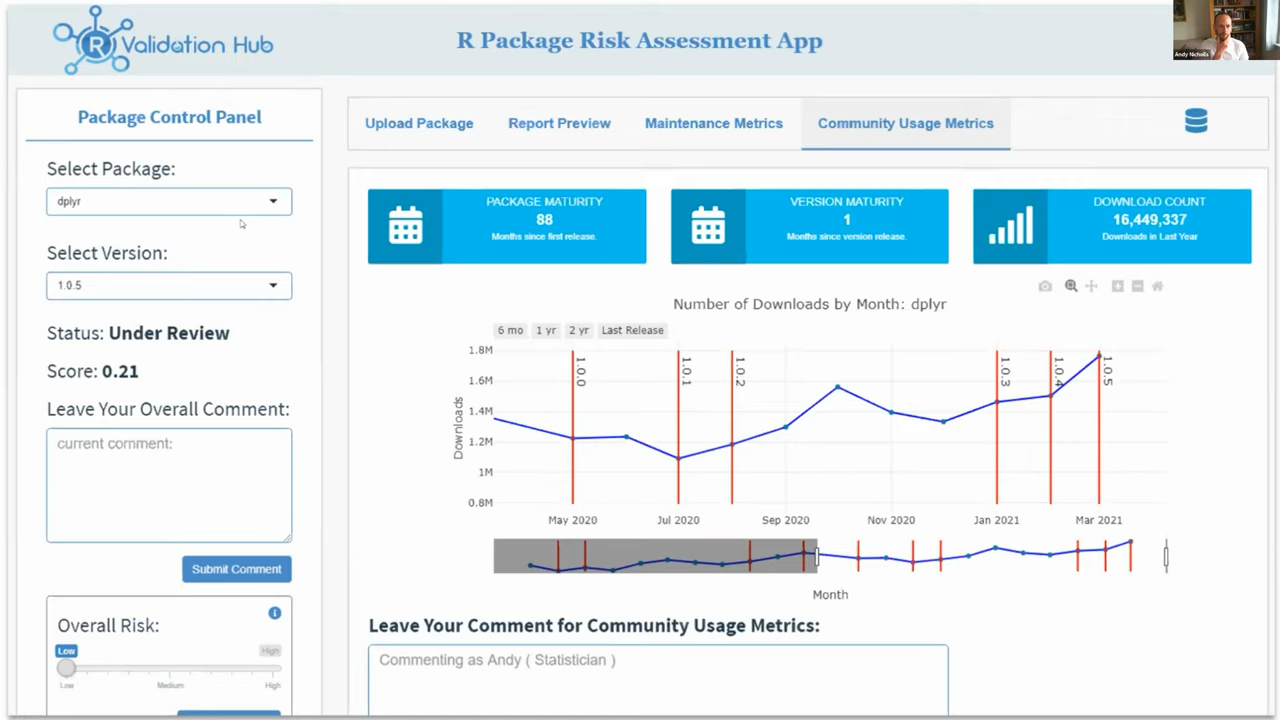 R Validation Hub
R Package Risk Assessment App
Andy Nicholls
Package Control Panel
Select Package:
dplyr
Select Version:
1.0.5
Status: Under Review
Score: 0.21
Leave Your Overall Comment:
current comment:
Submit Comment
Overall Risk:
Low
High
Low Medium High
Upload Package Report Preview Maintenance Metrics Community Usage Metrics
PACKAGE MATURITY
88
Months since first release.
VERSION MATURITY
1
Months since version release.
DOWNLOAD COUNT
16,449,337
Downloads in Last Year
Number of Downloads by Month: dplyr
6 mo 1 yr 2 yr Last Release
1.8M
1.6M
1.4M
1.2M
1M
0.8M
Downloads
1.0.0
1.0.1
1.0.2
1.0.3
1.0.4
1.0.5
May 2020 Jul 2020 Sep 2020 Nov 2020 Jan 2021 Mar 2021
Month
Leave Your Comment for Community Usage Metrics:
Commenting as Andy ( Statistician )